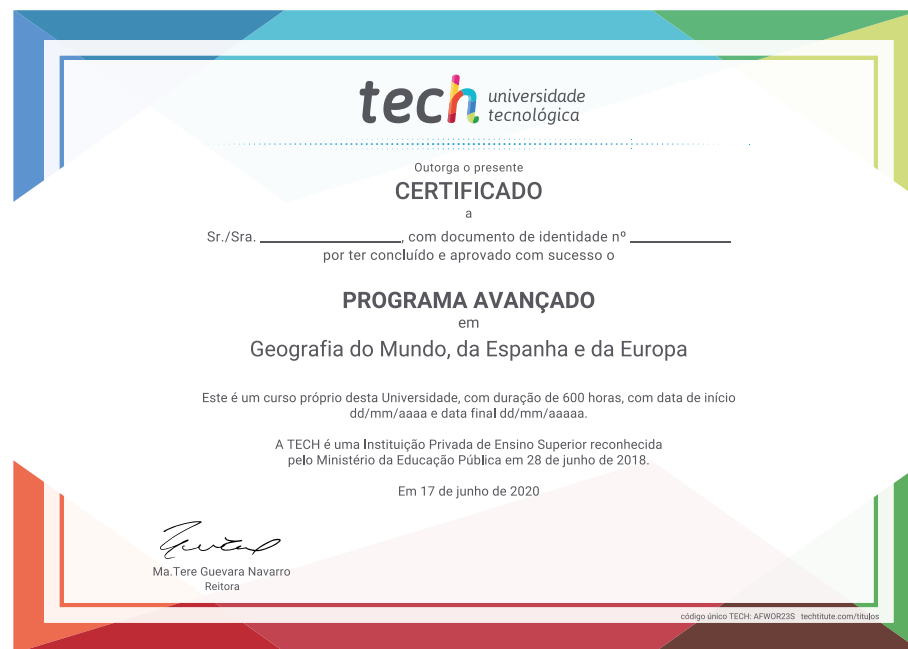 tech universidade
tecnológica
Outorga o presente
CERTIFICADO
a
Sr./Sra. ____________________, com documento de identidade nº ______________
por ter concluído e aprovado com sucesso o
PROGRAMA AVANÇADO
em
Geografia do Mundo, da Espanha e da Europa
Este é um curso próprio desta Universidade, com duração de 600 horas, com data de início
dd/mm/aaaa e data final dd/mm/aaaaa.
A TECH é uma Instituição Privada de Ensino Superior reconhecida
pelo Ministério da Educação Pública em 28 de junho de 2018.
Em 17 de junho de 2020
Ma.Tere Guevara Navarro
Reitora
código único TECH: AFWOR23S techtitute.com/titulos